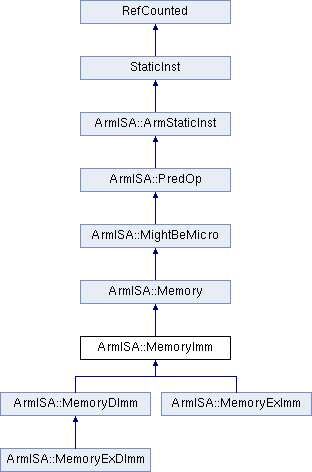 RefCounted
StaticInst
ArmISA::ArmStaticInst
ArmISA::PredOp
ArmISA::MightBeMicro
ArmISA::Memory
ArmISA::MemoryImm
ArmISA::MemoryDImm
ArmISA::MemoryExImm
ArmISA::MemoryExDImm